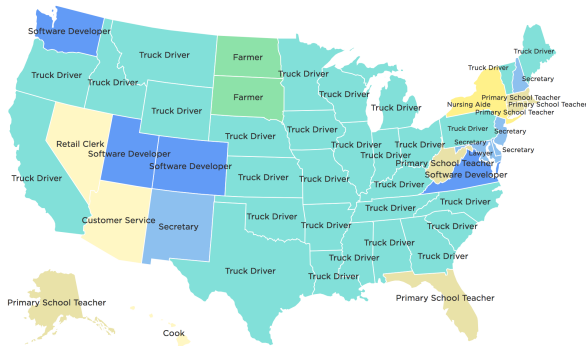 Software Developer
Truck Driver
Truck Driver
Truck Driver
Truck Driver
Farmer
Farmer
Truck Driver
Truck Driver
Truck Driver
Truck Driver
Truck Driver
Secretary
Primary School Teacher
Nursing Aide
Primary School Teacher
Primary School Teacher
Retail Clerk
Software Developer
Software Developer
Truck Driver
Truck Driver
Truck Driver
Truck Driver
Truck Driver
Truck Driver
Truck Driver
Secretary
Secretary
Secretary
Lawyer
Primary School Teacher
Software Developer
Truck Driver
Truck Driver
Truck Driver
Truck Driver
Customer Service
Secretary
Truck Driver
Truck Driver
Truck Driver
Truck Driver
Truck Driver
Truck Driver
Truck Driver
Truck Driver
Truck Driver
Truck Driver
Truck Driver
Primary School Teacher
Primary School Teacher
Cook